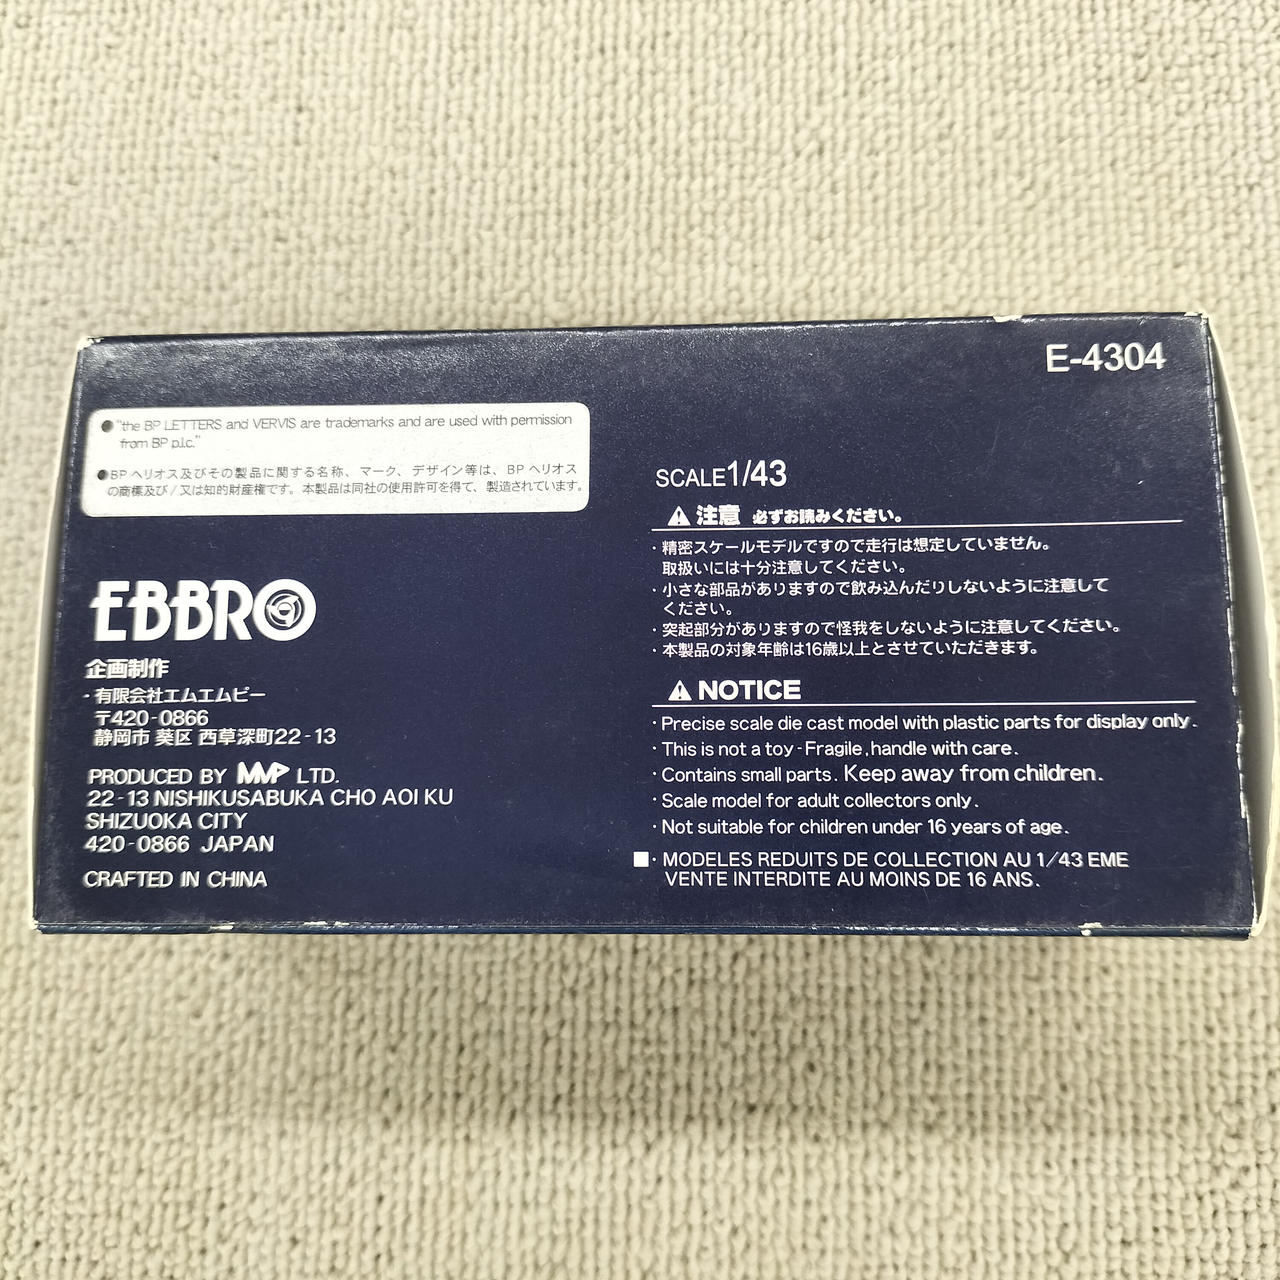 E-4304
● "the BP LETTERS and VERVIS are trademarks and are used with permission
from BP p.l.c."
●BP ヘリオス及びその製品に関する名称、マーク、デザイン等は、BP ヘリオス
の商標及び/又は知的財産権です。本製品は同社の使用許可を得て、製造されています。
EBBRO
企画制作
・有限会社エムエムピー
〒420-0866
静岡市 葵区 西草深町22-13
PRODUCED BY MMP LTD.
22-13 NISHIKUSABUKA CHO AOI KU
SHIZUOKA CITY
420-0866 JAPAN
CRAFTED IN CHINA
SCALE1/43
注意 必ずお読みください。
・精密スケールモデルですので走行は想定していません。
取扱いには十分注意してください。
・小さな部品がありますので飲み込んだりしないように注意して
ください。
・突起部分がありますので怪我をしないように注意してください。
・本製品の対象年齢は16歳以上とさせていただきます。
NOTICE
・Precise scale die cast model with plastic parts for display only.
・This is not a toy - Fragile, handle with care.
・Contains small parts. Keep away from children.
・Scale model for adult collectors only.
・Not suitable for children under 16 years of age.
■・MODELES REDUITS DE COLLECTION AU 1/43 EME
VENTE INTERDITE AU MOINS DE 16 ANS.